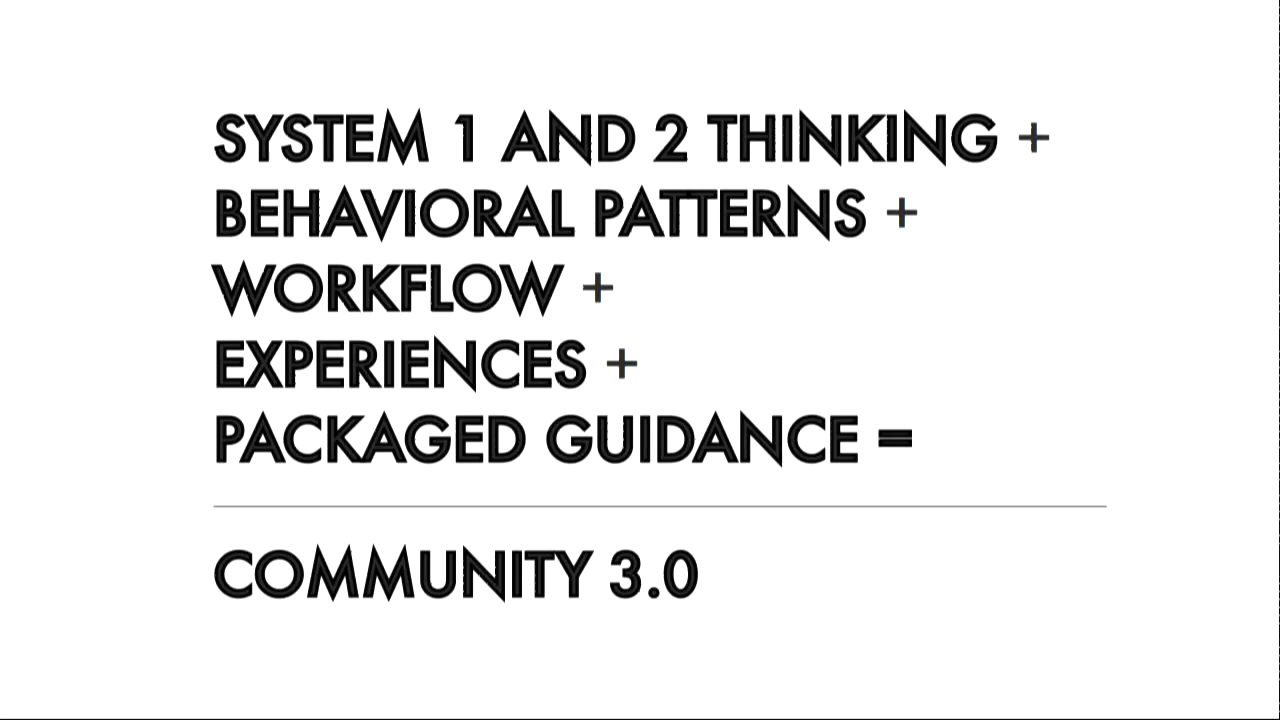 SYSTEM 1 AND 2 THINKING +
BEHAVIORAL PATTERNS +
WORKFLOW +
EXPERIENCES +
PACKAGED GUIDANCE =
COMMUNITY 3.0